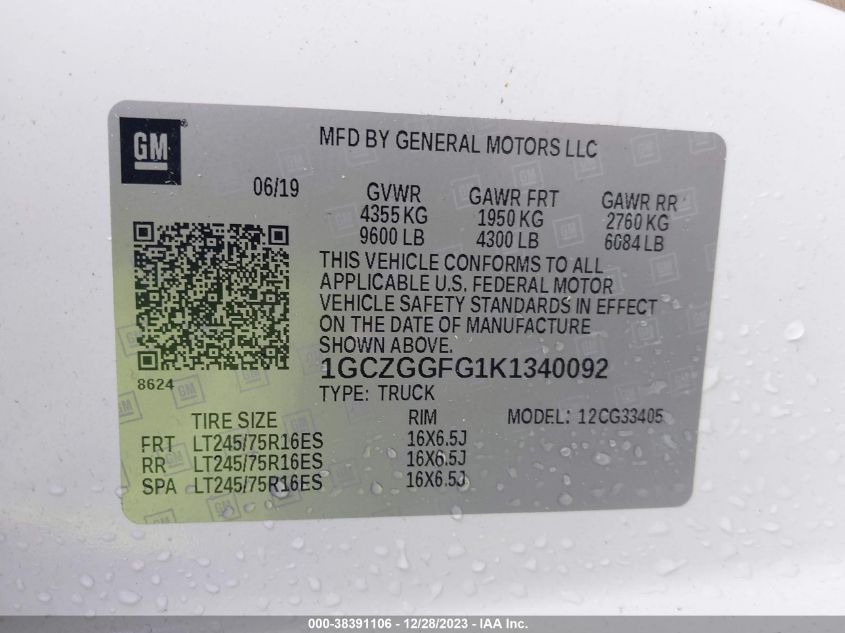 GM
MFD BY GENERAL MOTORS LLC
06/19
GVWR GAWR FRT GAWR RR
4355 KG 1950 KG 2760 KG
9600 LB 4300 LB 6084 LB
THIS VEHICLE CONFORMS TO ALL
APPLICABLE U.S. FEDERAL MOTOR
VEHICLE SAFETY STANDARDS IN EFFECT
ON THE DATE OF MANUFACTURE
SHOWN ABOVE.
1GCZGGFG1K1340092
8624
TYPE: TRUCK
TIRE SIZE RIM MODEL: 12CG33405
FRT LT245/75R16ES 16X6.5J
RR LT245/75R16ES 16X6.5J
SPA LT245/75R16ES 16X6.5J
000-38391106 - 12/28/2023 - IAAI.com